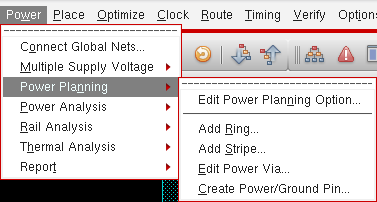 Power Place Optimize Clock Route Timing Verify
Connect Global Nets...
Multiple Supply Voltage
Power Planning
Edit Power Planning Option...
Power Analysis
Rail Analysis
Add Ring...
Thermal Analysis
Add Stripe...
Report
Edit Power Via...
Create Power/Ground Pin...